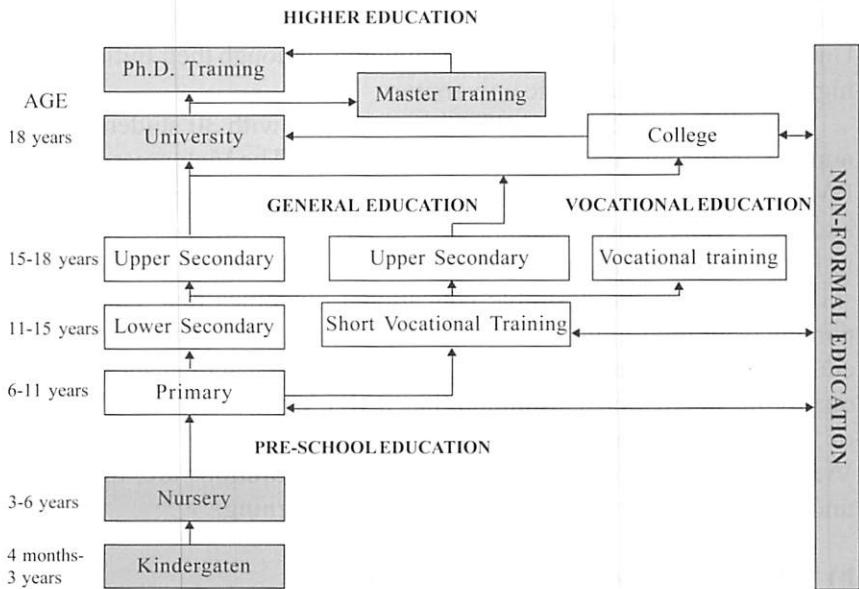 HIGHER EDUCATION
Ph.D. Training
Master Training
AGE
18 years
University
College
GENERAL EDUCATION
VOCATIONAL EDUCATION
15-18 years
Upper Secondary
Upper Secondary
Vocational training
11-15 years
Lower Secondary
Short Vocational Training
6-11 years
Primary
PRE-SCHOOL EDUCATION
3-6 years
Nursery
4 months-
3 years
Kindergaten
NON-FORMAL EDUCATION